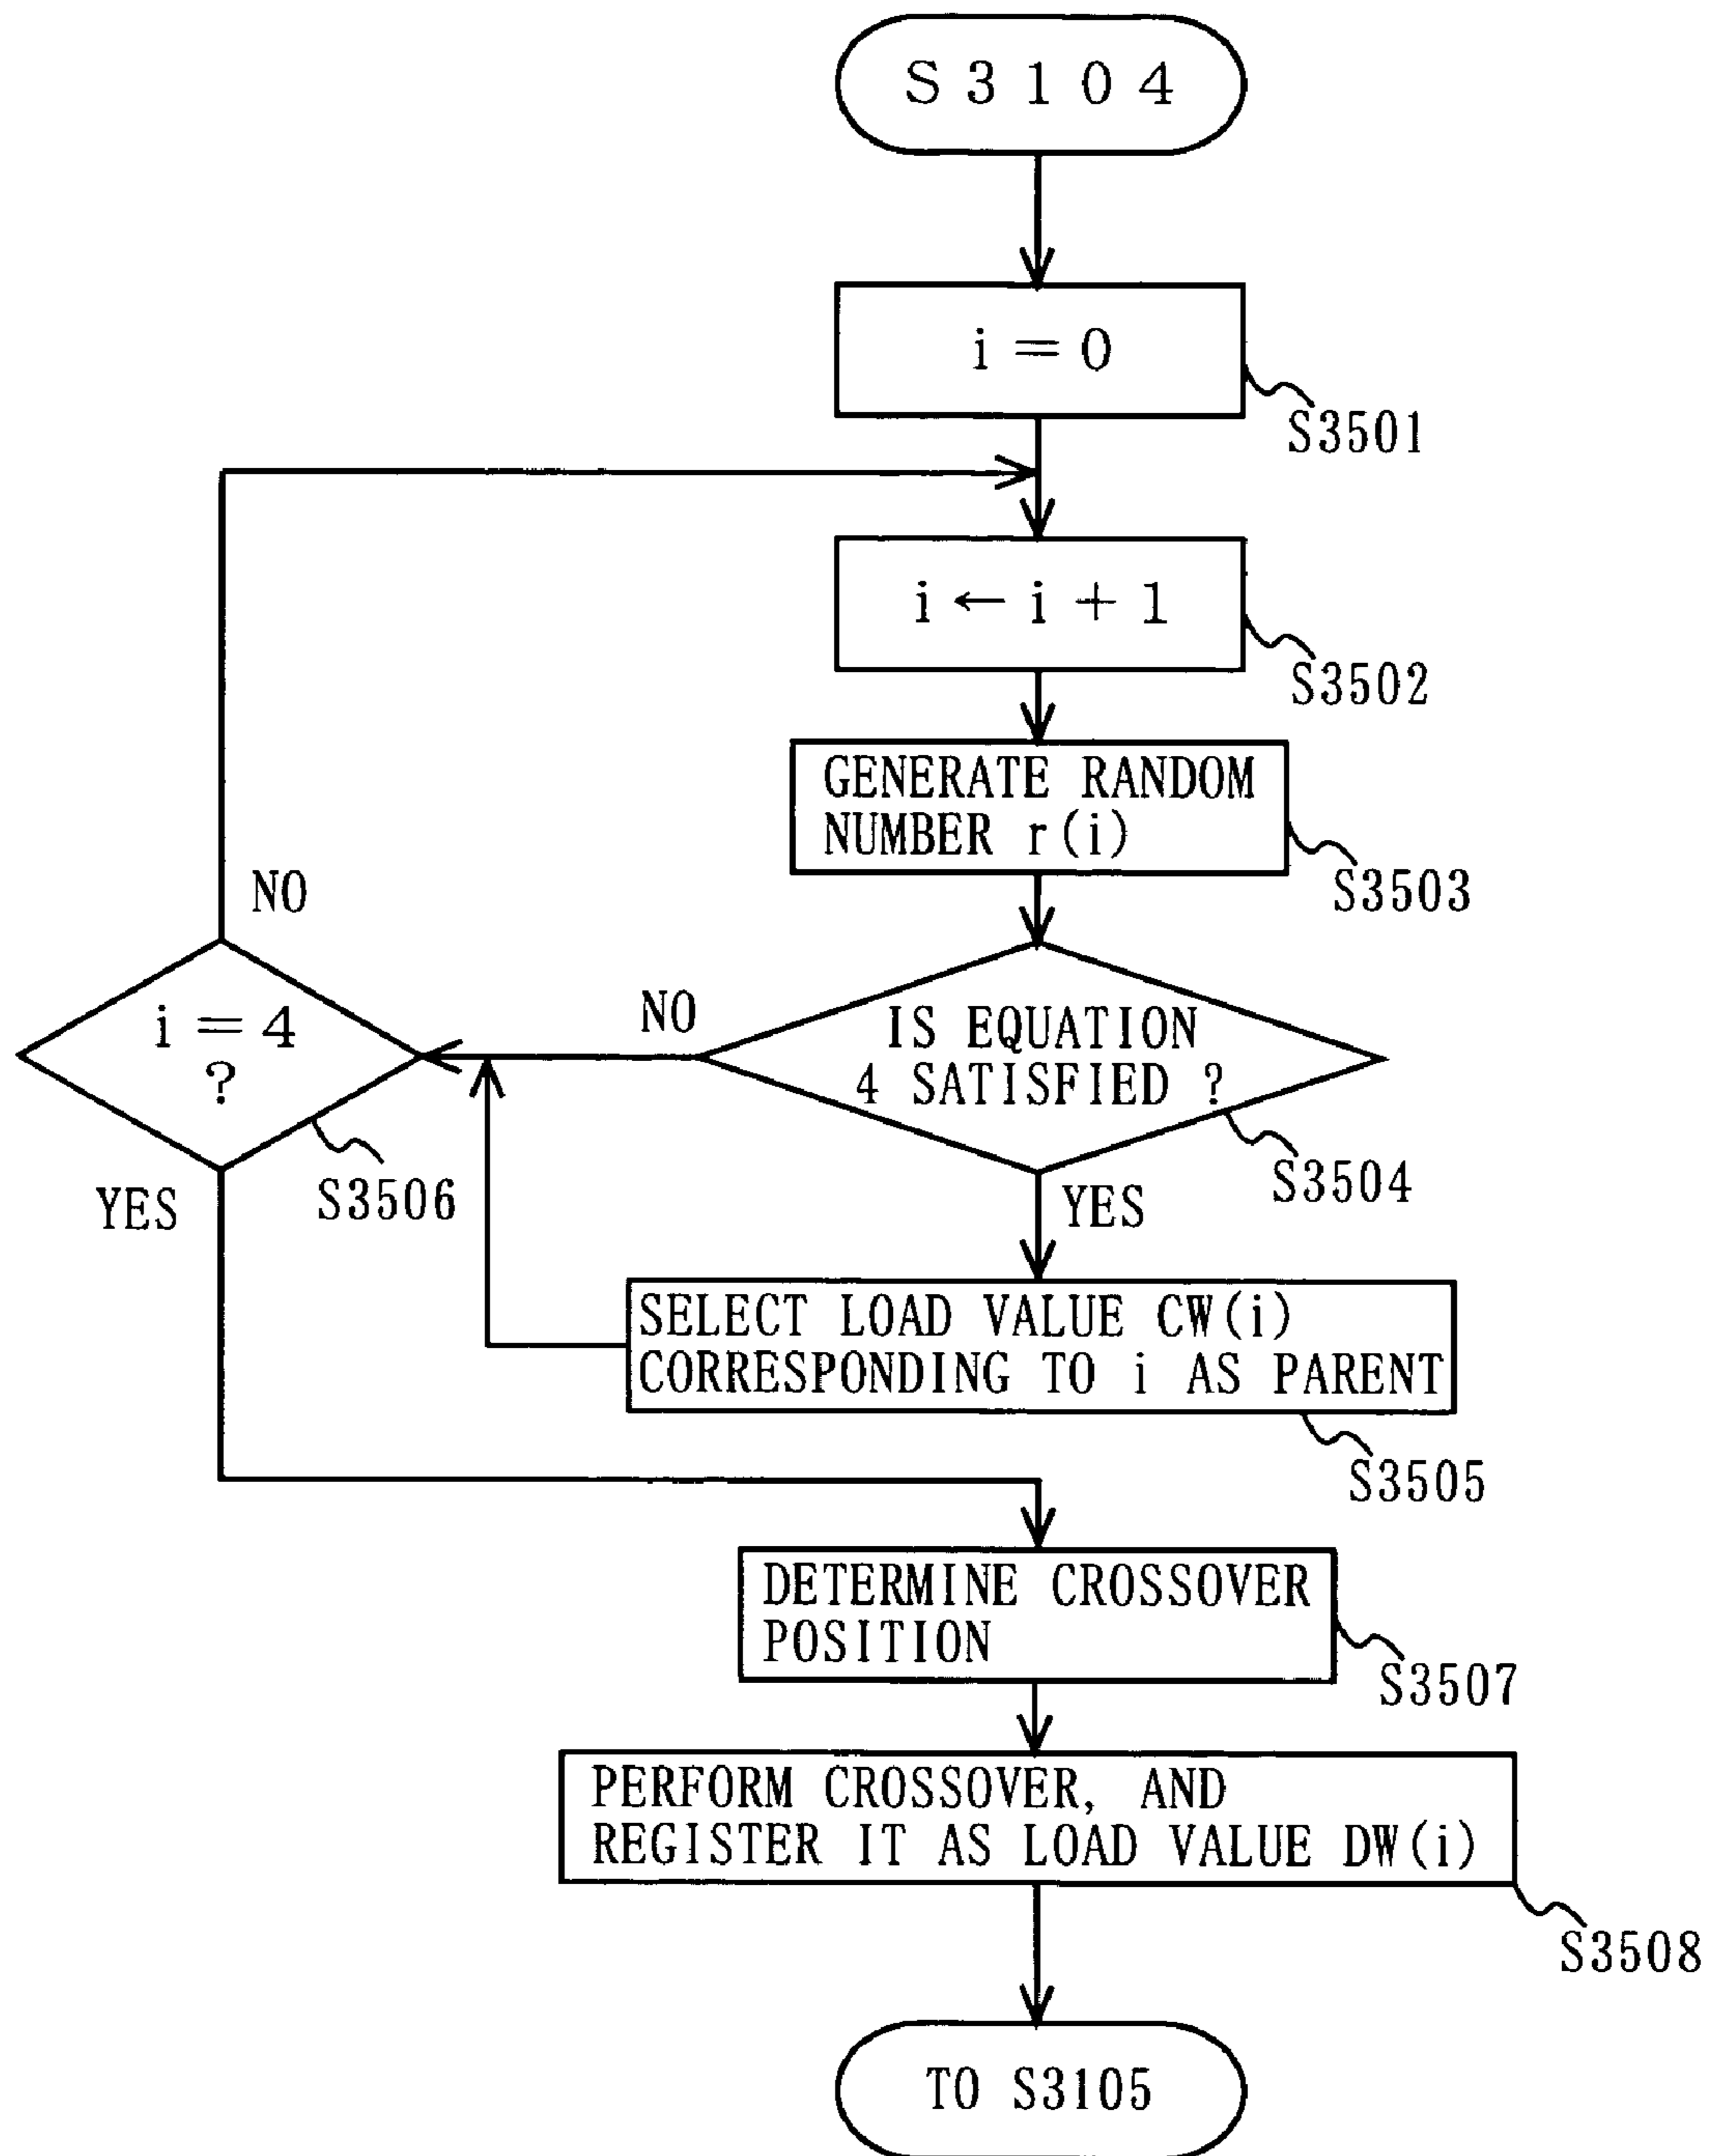 S3104
i=0
S3501
i←i+1
S3502
GENERATE RANDOM
NUMBER r(i)
S3503
NO
i=4
?
S3506
YES
NO
IS EQUATION
4 SATISFIED ?
S3504
YES
SELECT LOAD VALUE CW(i)
CORRESPONDING TO i AS PARENT
S3505
DETERMINE CROSSOVER
POSITION
S3507
PERFORM CROSSOVER, AND
REGISTER IT AS LOAD VALUE DW(i)
S3508
TO S3105